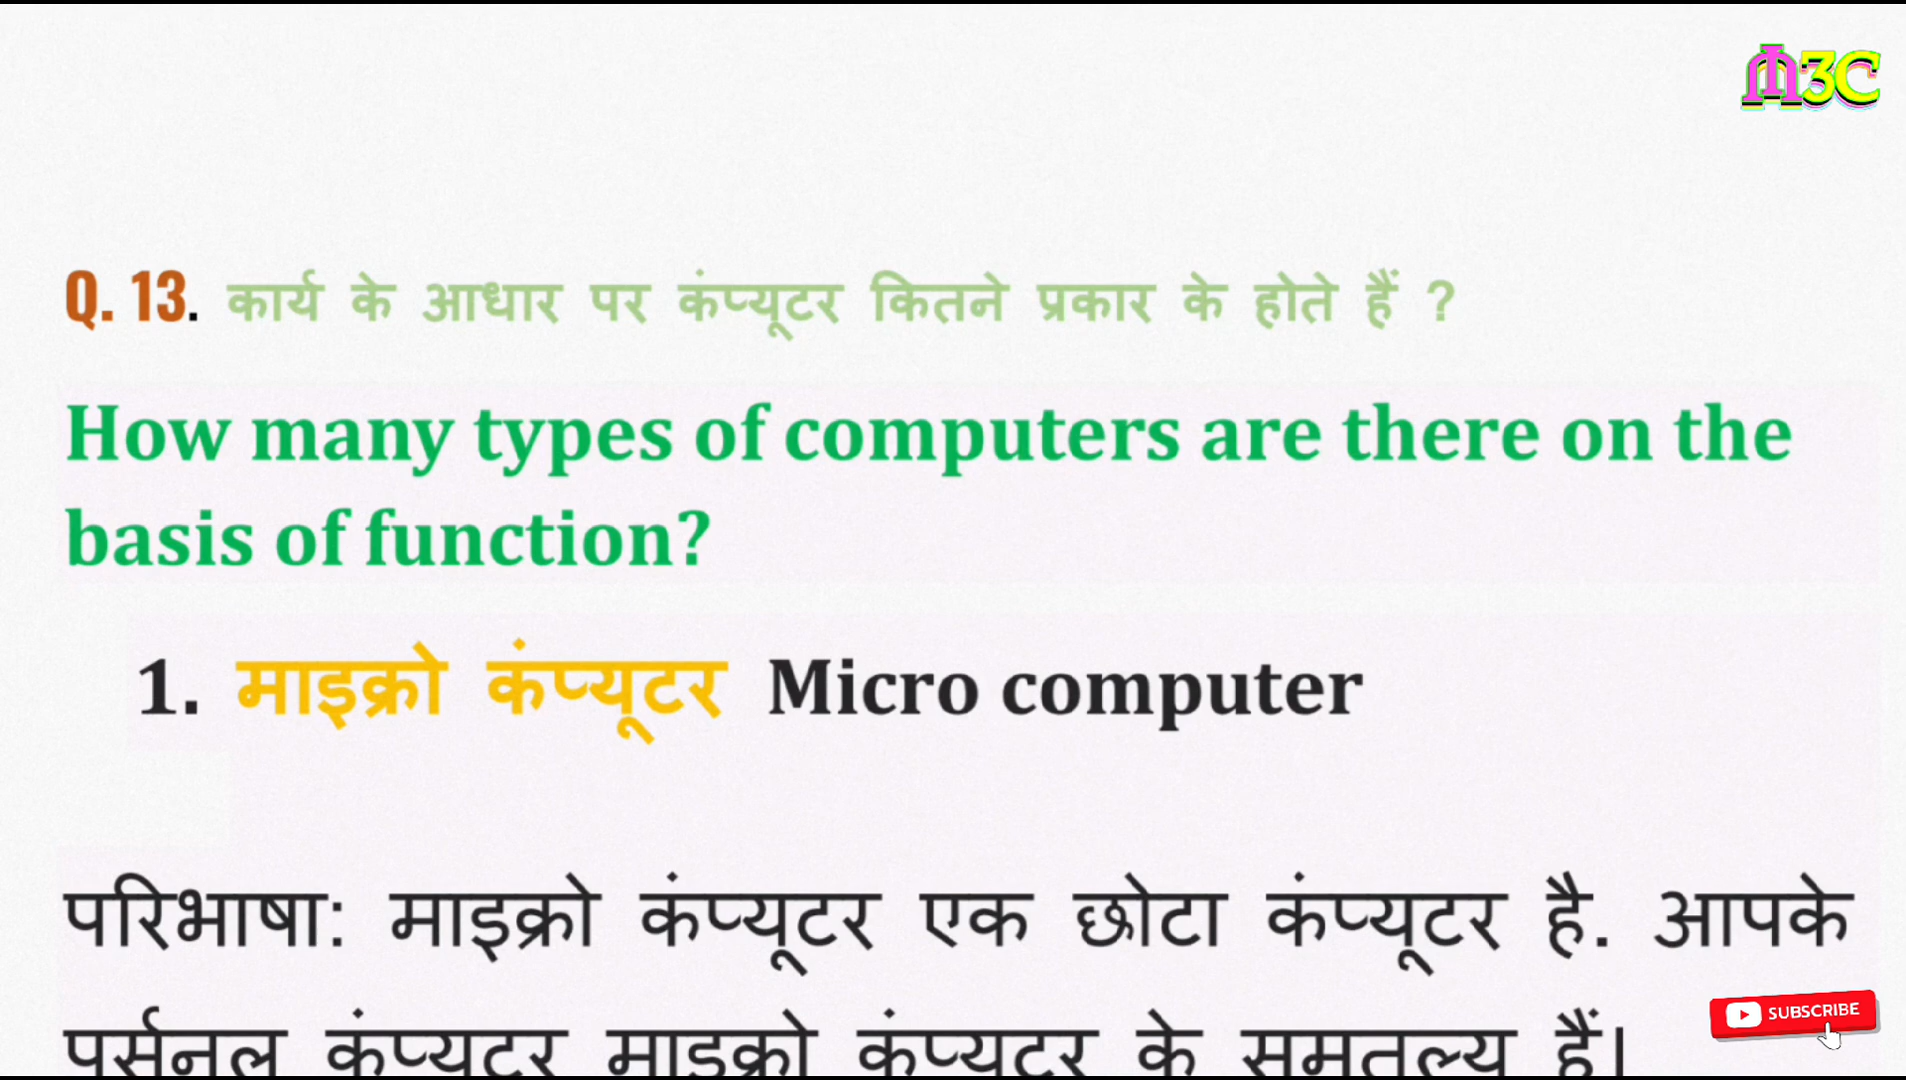 M3C
Q. 13. कार्य के आधार पर कंप्यूटर कितने प्रकार के होते हैं ?
How many types of computers are there on the
basis of function?
1. माइक्रो कंप्यूटर Micro computer
परिभाषा: माइक्रो कंप्यूटर एक छोटा कंप्यूटर है. आपके
पर्सनल कंप्यूटर माइक्रो कंप्यूटर के समतल्य हैं।
SUBSCRIBE